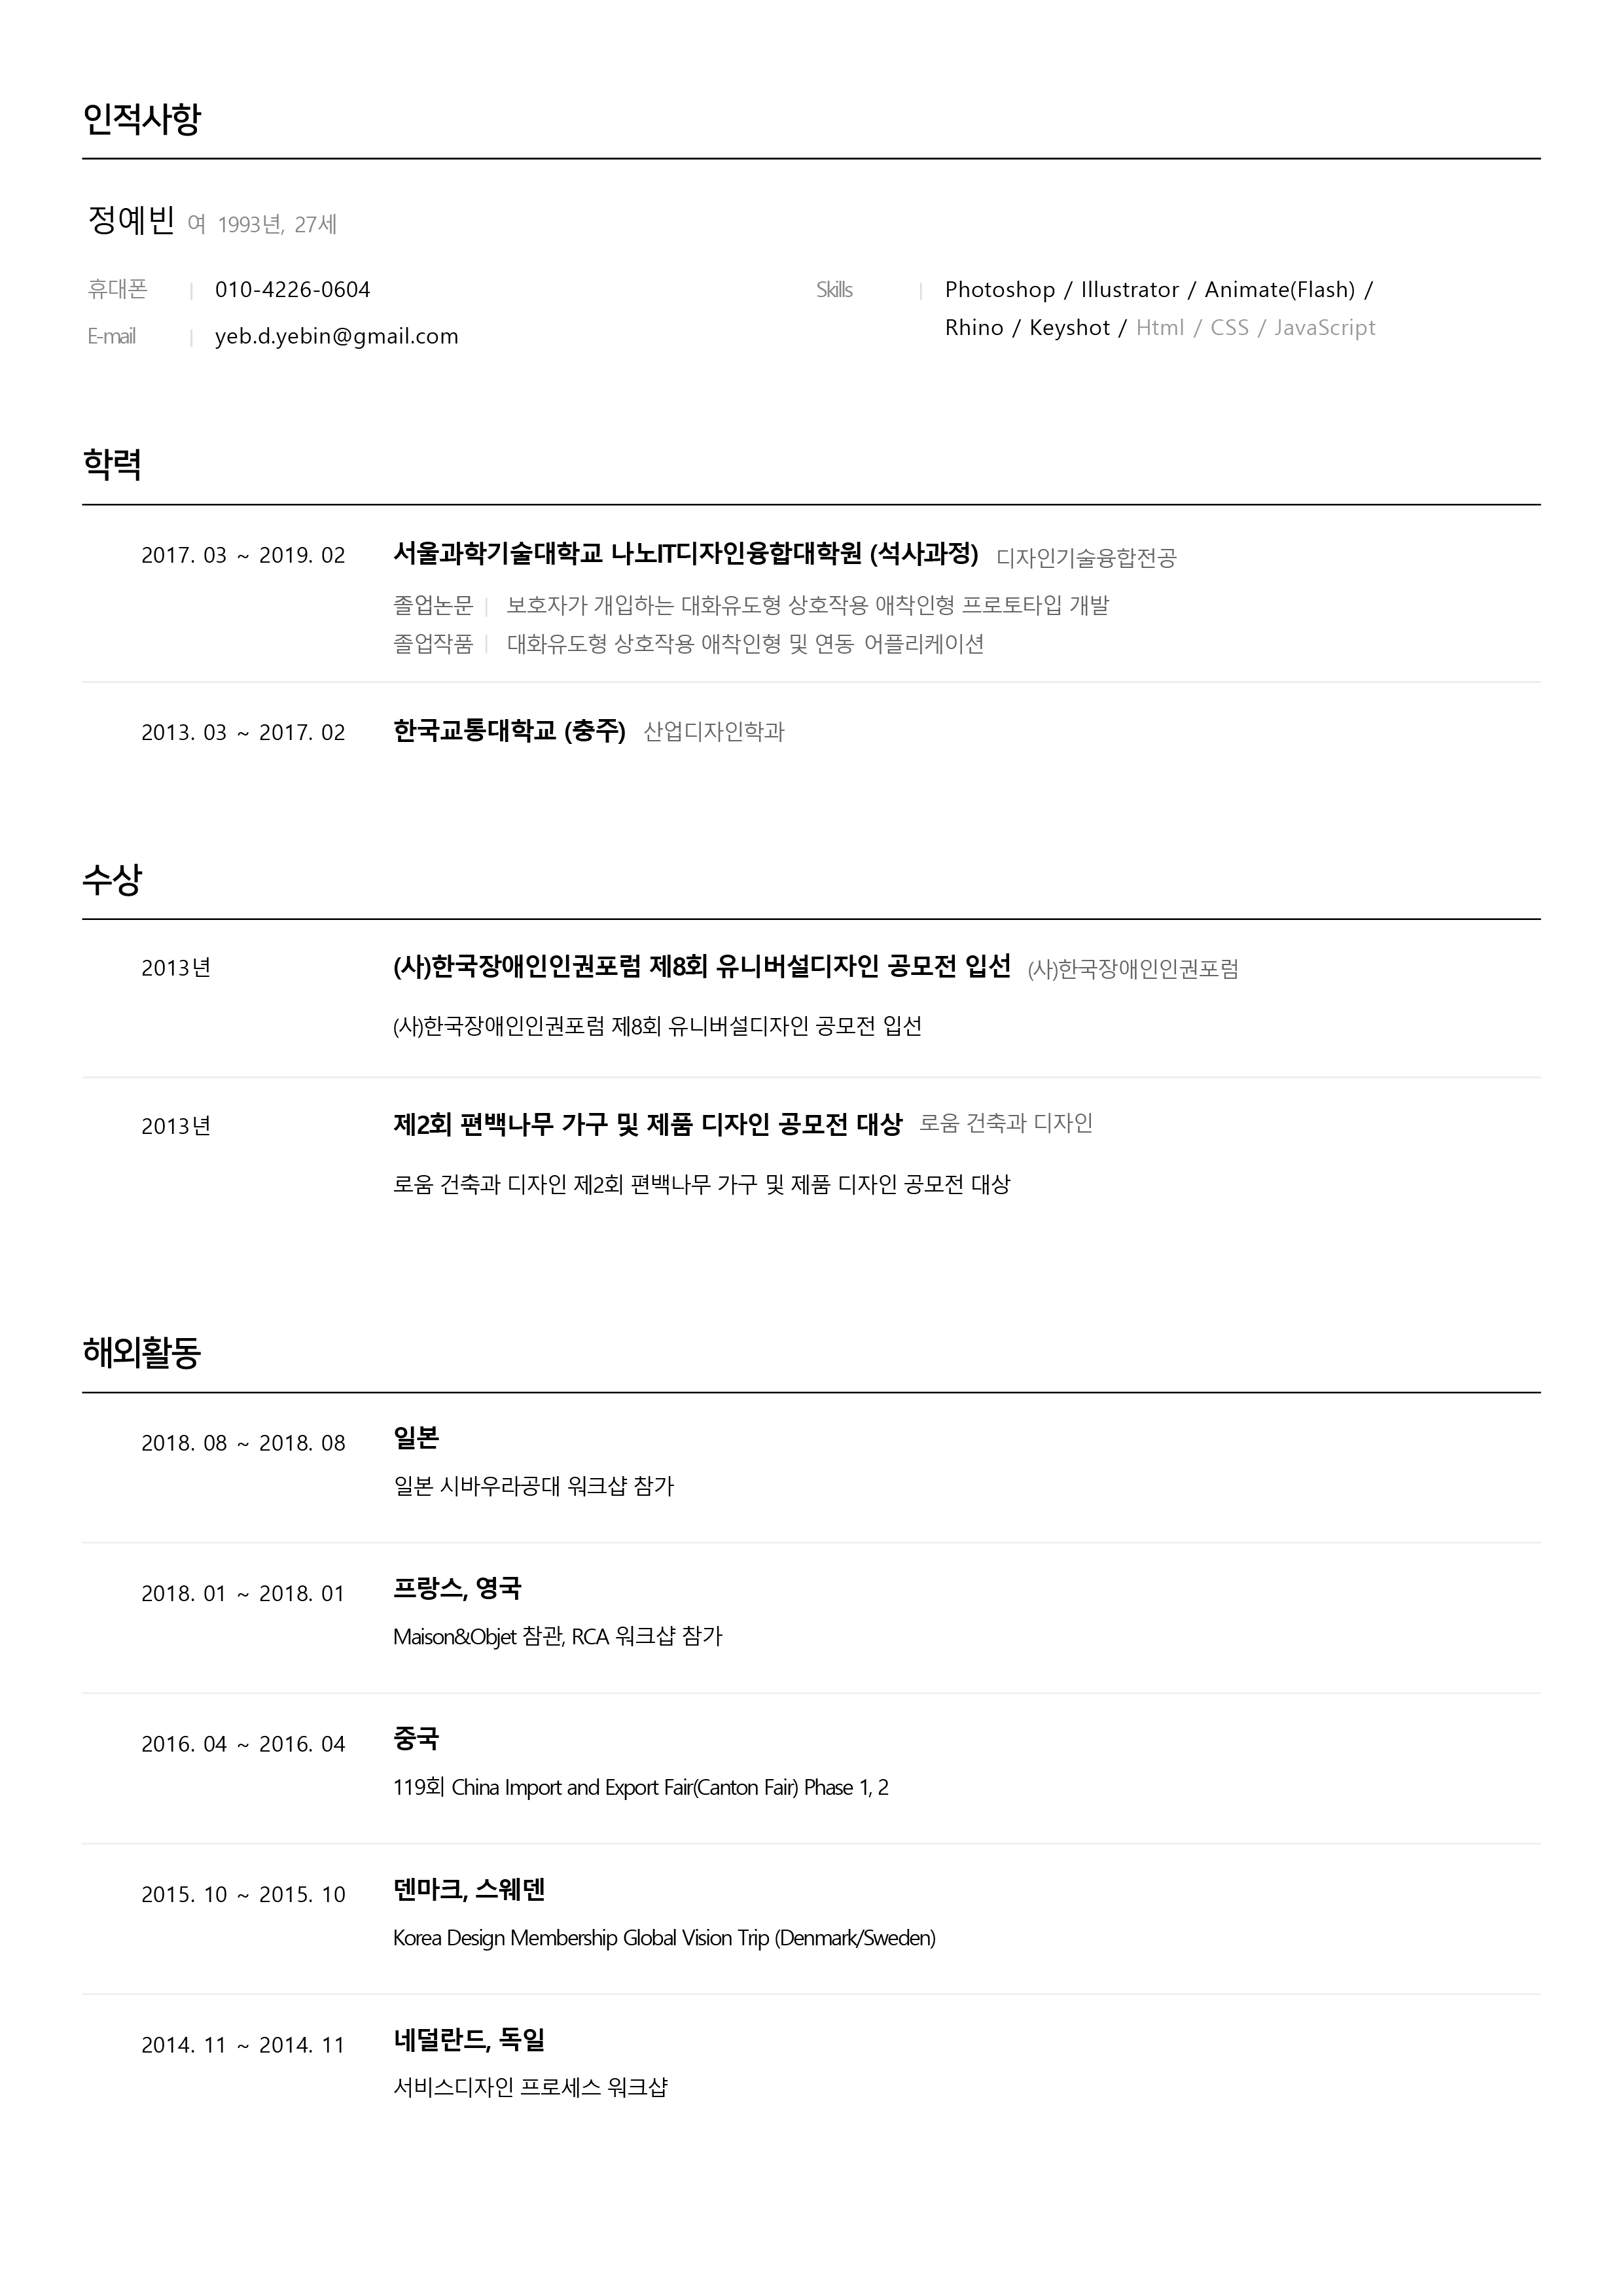 인적사항
정예빈 여 1993년, 27세
휴대폰 | 010-4226-0604
E-mail | yeb.d.yebin@gmail.com
Skills | Photoshop / Illustrator / Animate(Flash) /
Rhino / Keyshot / Html / CSS / JavaScript
학력
2017. 03 ~ 2019. 02 서울과학기술대학교 나노IT디자인융합대학원 (석사과정) 디자인기술융합전공
졸업논문 | 보호자가 개입하는 대화유도형 상호작용 애착인형 프로토타입 개발
졸업작품 | 대화유도형 상호작용 애착인형 및 연동 어플리케이션
2013. 03 ~ 2017. 02 한국교통대학교 (충주) 산업디자인학과
수상
2013년 (사)한국장애인인권포럼 제8회 유니버설디자인 공모전 입선 (사)한국장애인인권포럼
(사)한국장애인인권포럼 제8회 유니버설디자인 공모전 입선
2013년 제2회 편백나무 가구 및 제품 디자인 공모전 대상 로움 건축과 디자인
로움 건축과 디자인 제2회 편백나무 가구 및 제품 디자인 공모전 대상
해외활동
2018. 08 ~ 2018. 08 일본
일본 시바우라공대 워크샵 참가
2018. 01 ~ 2018. 01 프랑스, 영국
Maison&Objet 참관, RCA 워크샵 참가
2016. 04 ~ 2016. 04 중국
119회 China Import and Export Fair(Canton Fair) Phase 1, 2
2015. 10 ~ 2015. 10 덴마크, 스웨덴
Korea Design Membership Global Vision Trip (Denmark/Sweden)
2014. 11 ~ 2014. 11 네덜란드, 독일
서비스디자인 프로세스 워크샵